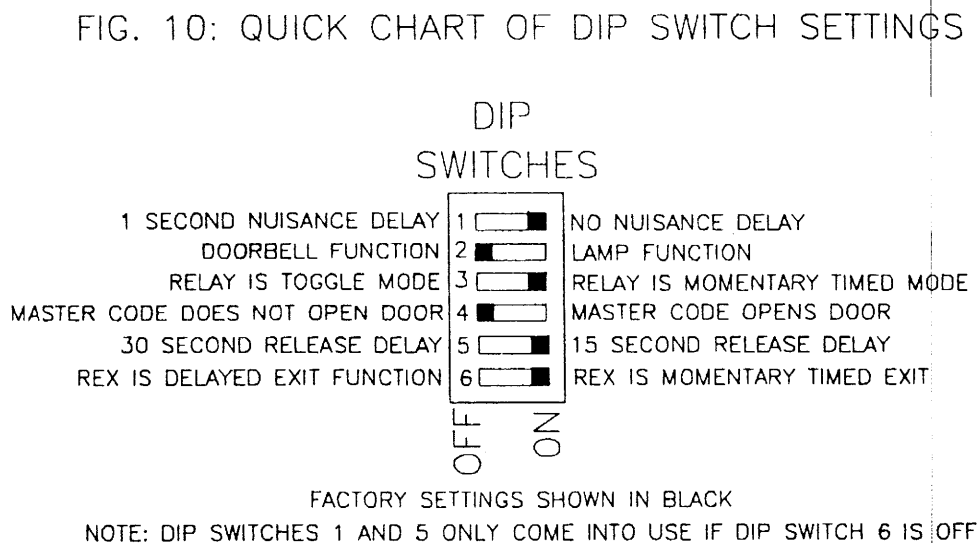 FIG. 10: QUICK CHART OF DIP SWITCH SETTINGS
DIP
SWITCHES
1 SECOND NUISANCE DELAY 1 NO NUISANCE DELAY
DOORBELL FUNCTION 2 LAMP FUNCTION
RELAY IS TOGGLE MODE 3 RELAY IS MOMENTARY TIMED MODE
MASTER CODE DOES NOT OPEN DOOR 4 MASTER CODE OPENS DOOR
30 SECOND RELEASE DELAY 5 15 SECOND RELEASE DELAY
REX IS DELAYED EXIT FUNCTION 6 REX IS MOMENTARY TIMED EXIT
OFF ON
FACTORY SETTINGS SHOWN IN BLACK
NOTE: DIP SWITCHES 1 AND 5 ONLY COME INTO USE IF DIP SWITCH 6 IS OFF